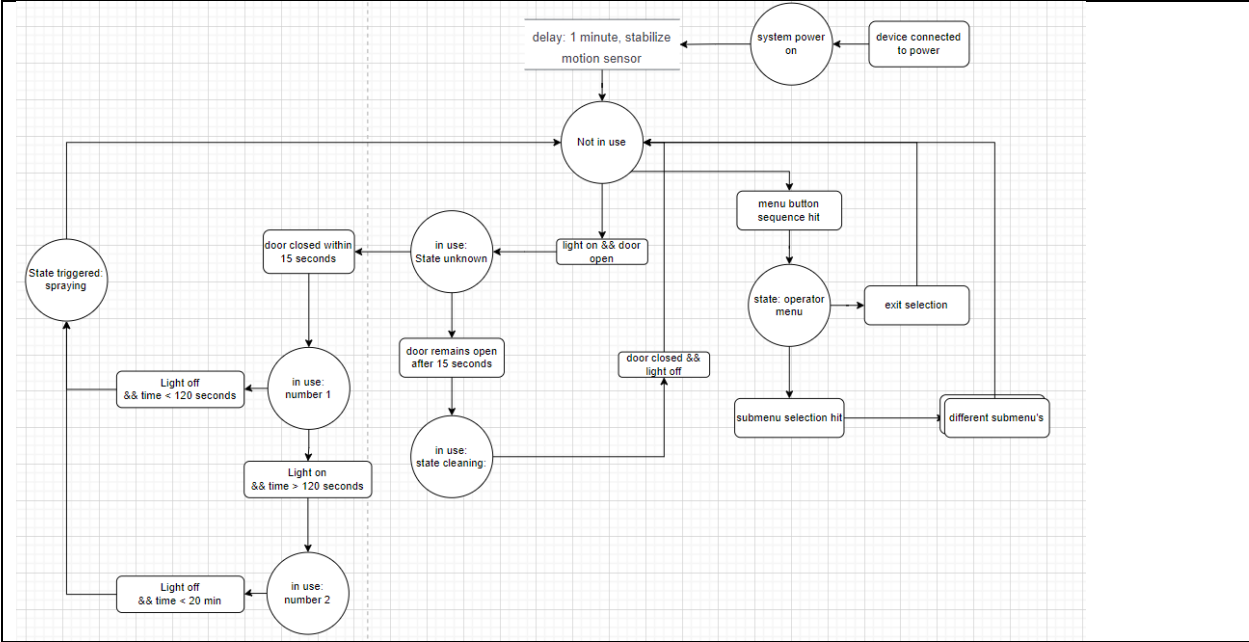 delay: 1 minute, stabilize
motion sensor
system power
on
device connected
to power
Not in use
menu button
sequence hit
door closed within
15 seconds
in use:
State unknown
light on && door
open
State triggered:
spraying
state: operator
menu
exit selection
door remains open
after 15 seconds
door closed &&
light off
Light off
&& time < 120 seconds
in use:
number 1
submenu selection hit
different submenu's
in use:
state cleaning:
Light on
&& time > 120 seconds
Light off
&& time < 20 min
in use:
number 2